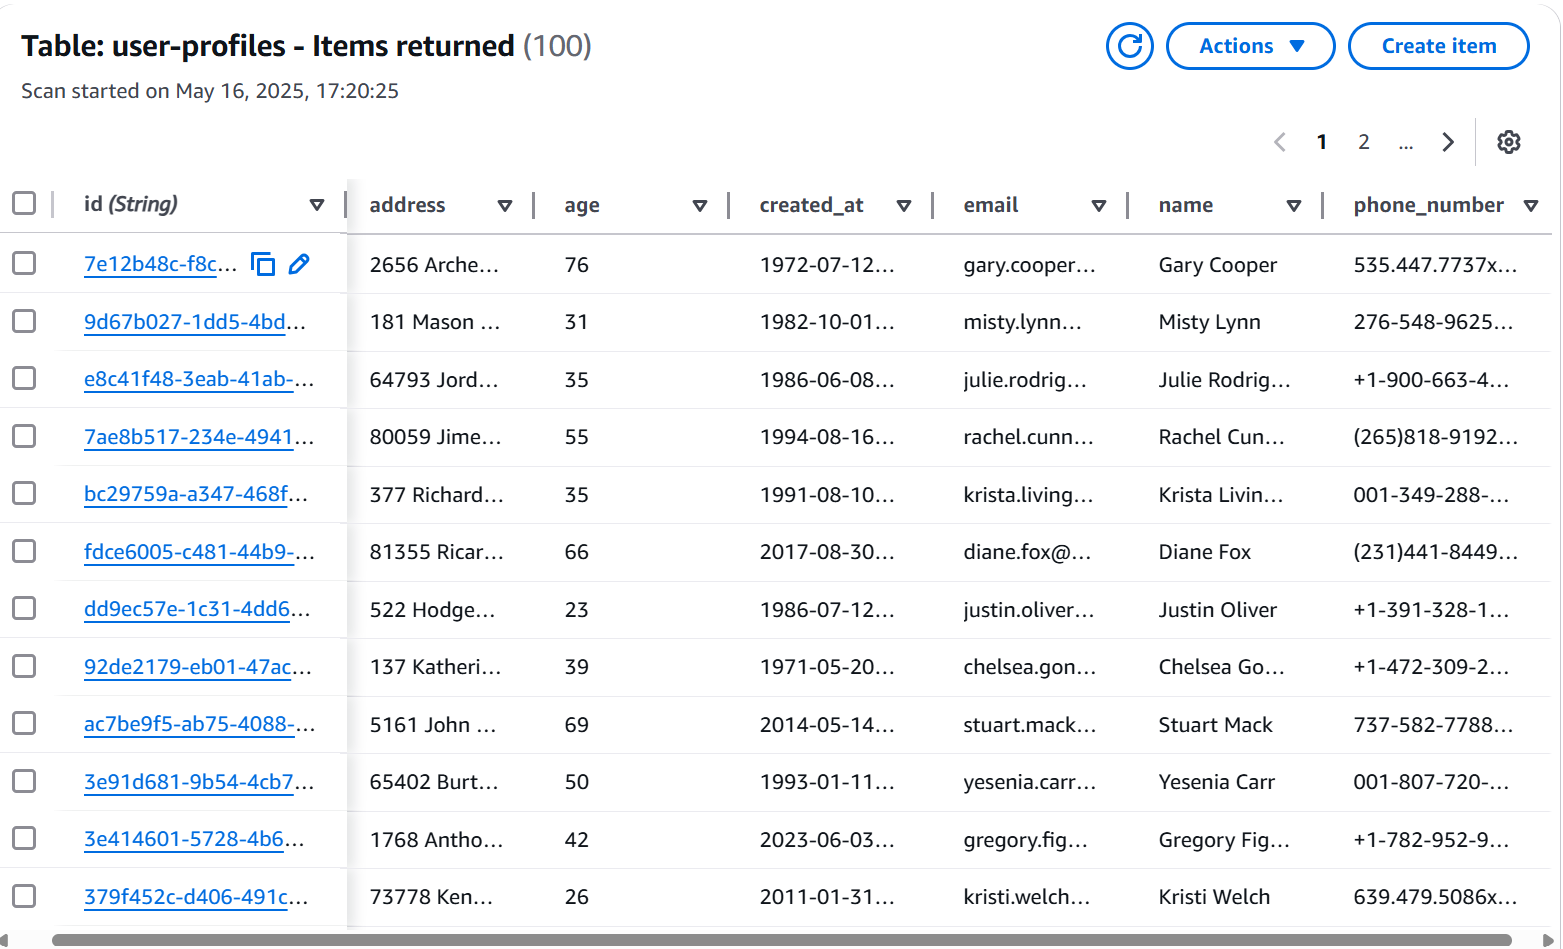 Table: user-profiles - Items returned (100)
Actions
Create item
Scan started on May 16, 2025, 17:20:25
1 2 ...
id (String) address age created_at email name phone_number
7e12b48c-f8c... 2656 Arche... 76 1972-07-12... gary.cooper... Gary Cooper 535.447.7737x...
9d67b027-1dd5-4bd... 181 Mason ... 31 1982-10-01... misty.lynn... Misty Lynn 276-548-9625...
e8c41f48-3eab-41ab-... 64793 Jord... 35 1986-06-08... julie.rodrig... Julie Rodrig... +1-900-663-4...
7ae8b517-234e-4941... 80059 Jime... 55 1994-08-16... rachel.cunn... Rachel Cun... (265)818-9192...
bc29759a-a347-468f... 377 Richard... 35 1991-08-10... krista.living... Krista Livin... 001-349-288-...
fdce6005-c481-44b9-... 81355 Ricar... 66 2017-08-30... diane.fox@... Diane Fox (231)441-8449...
dd9ec57e-1c31-4dd6... 522 Hodge... 23 1986-07-12... justin.oliver... Justin Oliver +1-391-328-1...
92de2179-eb01-47ac... 137 Katheri... 39 1971-05-20... chelsea.gon... Chelsea Go... +1-472-309-2...
ac7be9f5-ab75-4088-... 5161 John ... 69 2014-05-14... stuart.mack... Stuart Mack 737-582-7788...
3e91d681-9b54-4cb7... 65402 Burt... 50 1993-01-11... yesenia.carr... Yesenia Carr 001-807-720-...
3e414601-5728-4b6... 1768 Antho... 42 2023-06-03... gregory.fig... Gregory Fig... +1-782-952-9...
379f452c-d406-491c... 73778 Ken... 26 2011-01-31... kristi.welch... Kristi Welch 639.479.5086x...